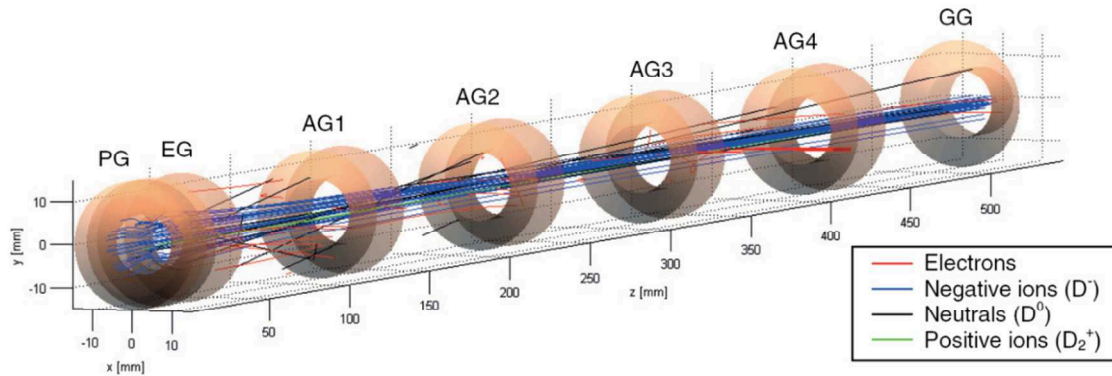 GG
AG4
AG3
AG2
AG1
EG
PG
10
0
-10
y [mm]
-10
0
10
x [mm]
50
100
150
200
250
300
350
400
450
500
z [mm]
Electrons
Negative ions (D⁻)
Neutrals (D⁰)
Positive ions (D₂⁺)